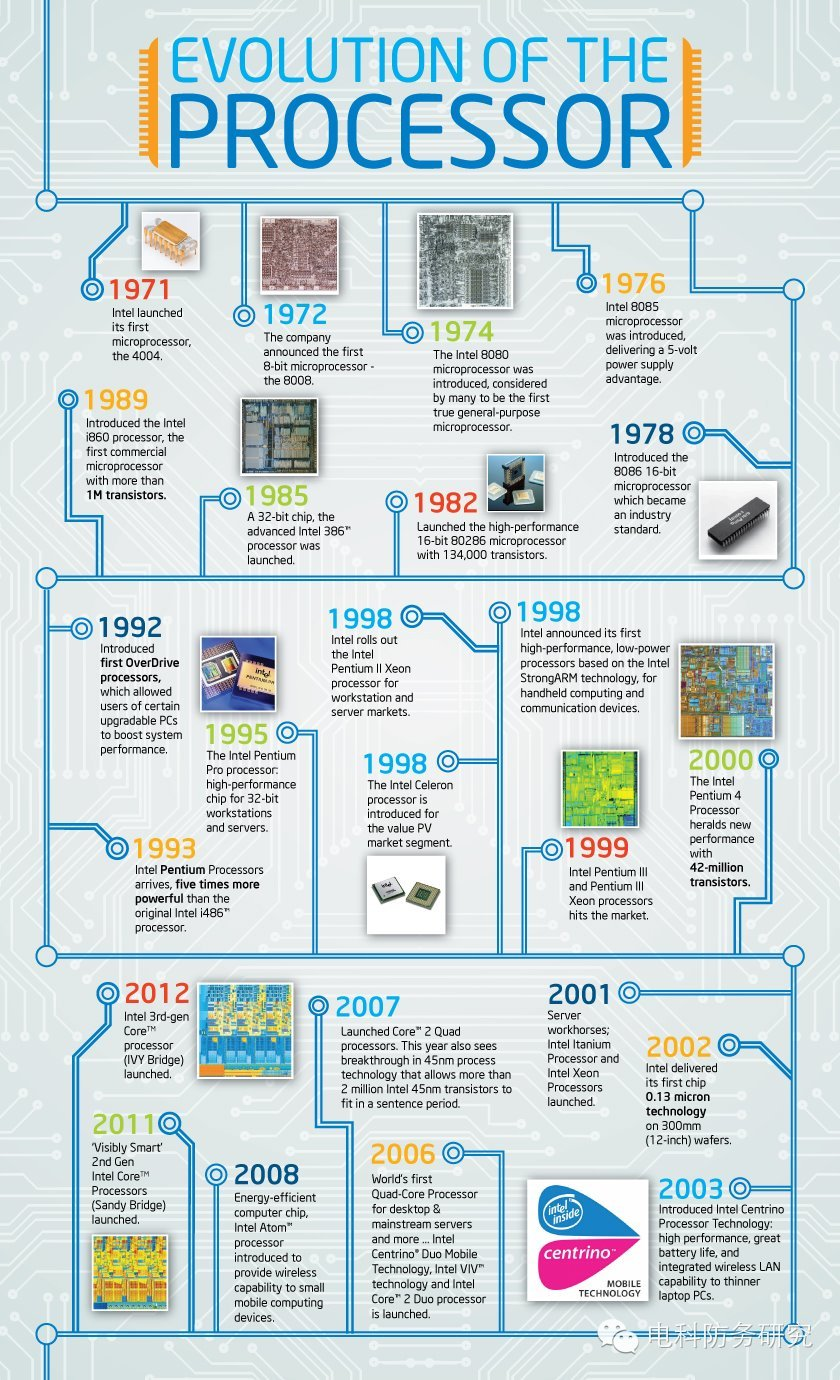 EVOLUTION OF THE
PROCESSOR
1971
Intel launched
its first
microprocessor,
the 4004.
1972
The company
announced the first
8-bit microprocessor -
the 8008.
1974
The Intel 8080
microprocessor was
introduced, considered
by many to be the first
true general-purpose
microprocessor.
1976
Intel 8085
microprocessor
was introduced,
delivering a 5-volt
power supply
advantage.
1978
Introduced the
8086 16-bit
microprocessor
which became
an industry
standard.
1982
Launched the high-performance
16-bit 80286 microprocessor
with 134,000 transistors.
1985
A 32-bit chip, the
advanced Intel 386™
processor was
launched.
1989
Introduced the Intel
i860 processor, the
first commercial
microprocessor
with more than
1M transistors.
1992
Introduced
first OverDrive
processors,
which allowed
users of certain
upgradable PCs
to boost system
performance.
1993
Intel Pentium Processors
arrives, five times more
powerful than the
original Intel i486™
processor.
intel
PENTIUM PRO
1995
The Intel Pentium
Pro processor:
high-performance
chip for 32-bit
workstations
and servers.
1998
Intel rolls out
the Intel
Pentium II Xeon
processor for
workstation and
server markets.
1998
The Intel Celeron
processor is
introduced for
the value PV
market segment.
intel
1998
Intel announced its first
high-performance, low-power
processors based on the Intel
StrongARM technology, for
handheld computing and
communication devices.
1999
Intel Pentium III
and Pentium III
Xeon processors
hits the market.
2000
The Intel
Pentium 4
Processor
heralds new
performance
with
42-million
transistors.
2001
Server
workhorses;
Intel Itanium
Processor and
Intel Xeon
Processors
launched.
2002
Intel delivered
its first chip
0.13 micron
technology
on 300mm
(12-inch) wafers.
2003
Introduced Intel Centrino
Processor Technology:
high performance, great
battery life, and
integrated wireless LAN
capability to thinner
laptop PCs.
intel
inside
centrino™
MOBILE
TECHNOLOGY
2006
World's first
Quad-Core Processor
for desktop &
mainstream servers
and more ... Intel
Centrino® Duo Mobile
Technology, Intel VIV™
technology and Intel
Core™ 2 Duo processor
is launched.
2007
Launched Core™ 2 Quad
processors. This year also sees
breakthrough in 45nm process
technology that allows more than
2 million Intel 45nm transistors to
fit in a sentence period.
2008
Energy-efficient
computer chip,
Intel Atom™
processor
introduced to
provide wireless
capability to small
mobile computing
devices.
2011
'Visibly Smart'
2nd Gen
Intel Core™
Processors
(Sandy Bridge)
launched.
2012
Intel 3rd-gen
Core™
processor
(IVY Bridge)
launched.
电科防务研究